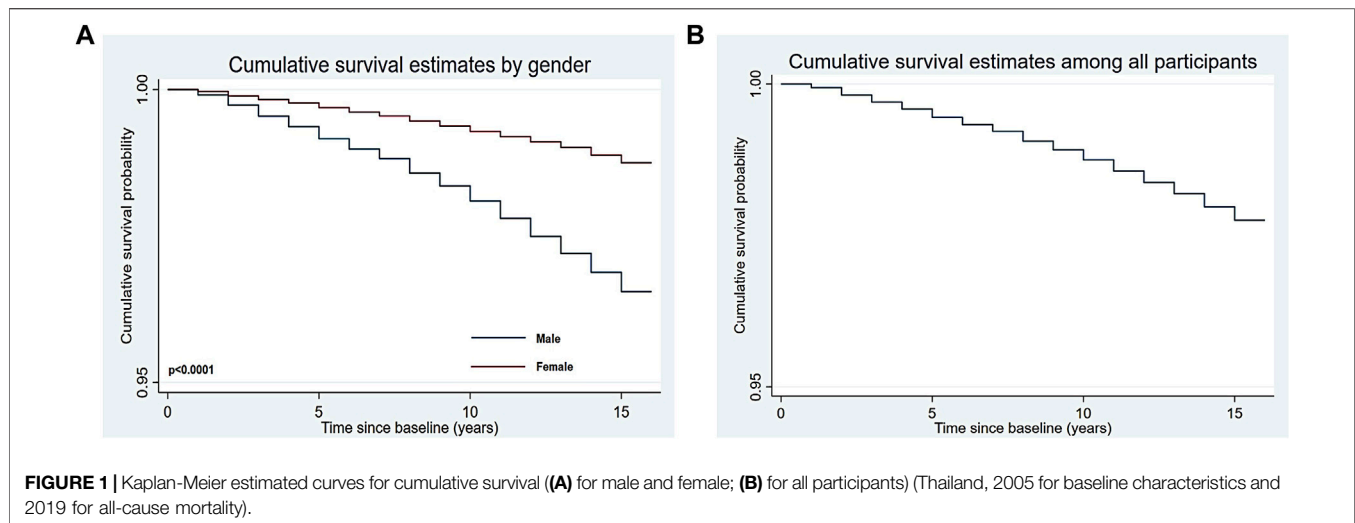 A
Cumulative survival estimates by gender
Cumulative survival probability
1.00
0.95
p<0.0001
Male
Female
0 5 10 15
Time since baseline (years)
B
Cumulative survival estimates among all participants
Cumulative survival probability
1.00
0.95
0 5 10 15
Time since baseline (years)
FIGURE 1 | Kaplan-Meier estimated curves for cumulative survival ((A) for male and female; (B) for all participants) (Thailand, 2005 for baseline characteristics and
2019 for all-cause mortality).